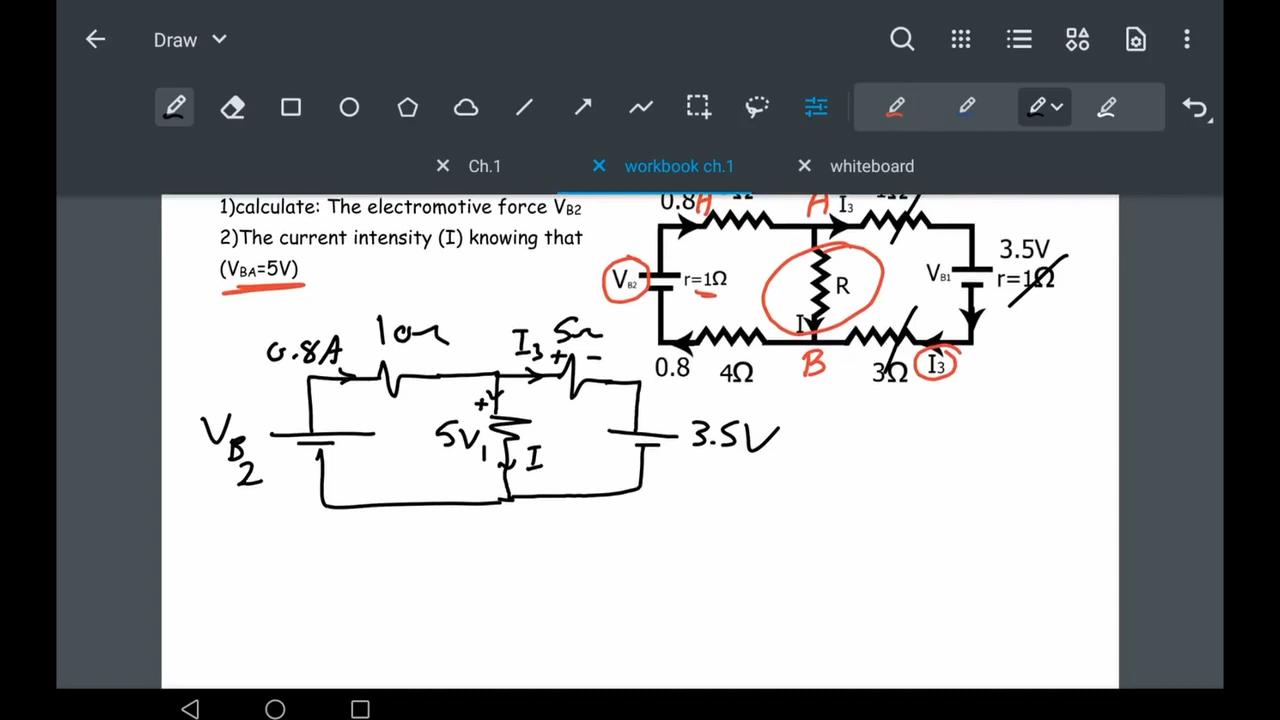 Draw
Ch.1
workbook ch.1
whiteboard
1)calculate: The electromotive force VB2
2)The current intensity (I) knowing that
(VBA=5V)
0.8A
A
I3
3.5V
VB2
r=1Ω
R
VB1
r=1Ω
I
0.8
4Ω
B
3Ω
I3
0.8A
10Ω
I3
5Ω
+
-
VB2
+
5V
I
3.5V